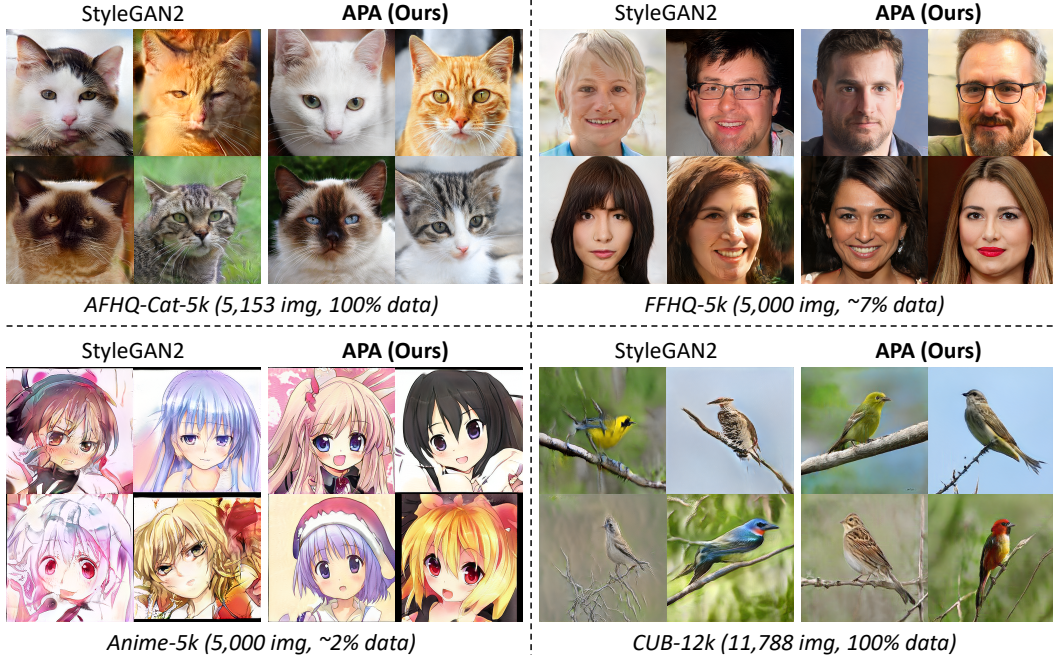 StyleGAN2
APA (Ours)
StyleGAN2
APA (Ours)
AFHQ-Cat-5k (5,153 img, 100% data)
FFHQ-5k (5,000 img, ~7% data)
StyleGAN2
APA (Ours)
StyleGAN2
APA (Ours)
Anime-5k (5,000 img, ~2% data)
CUB-12k (11,788 img, 100% data)